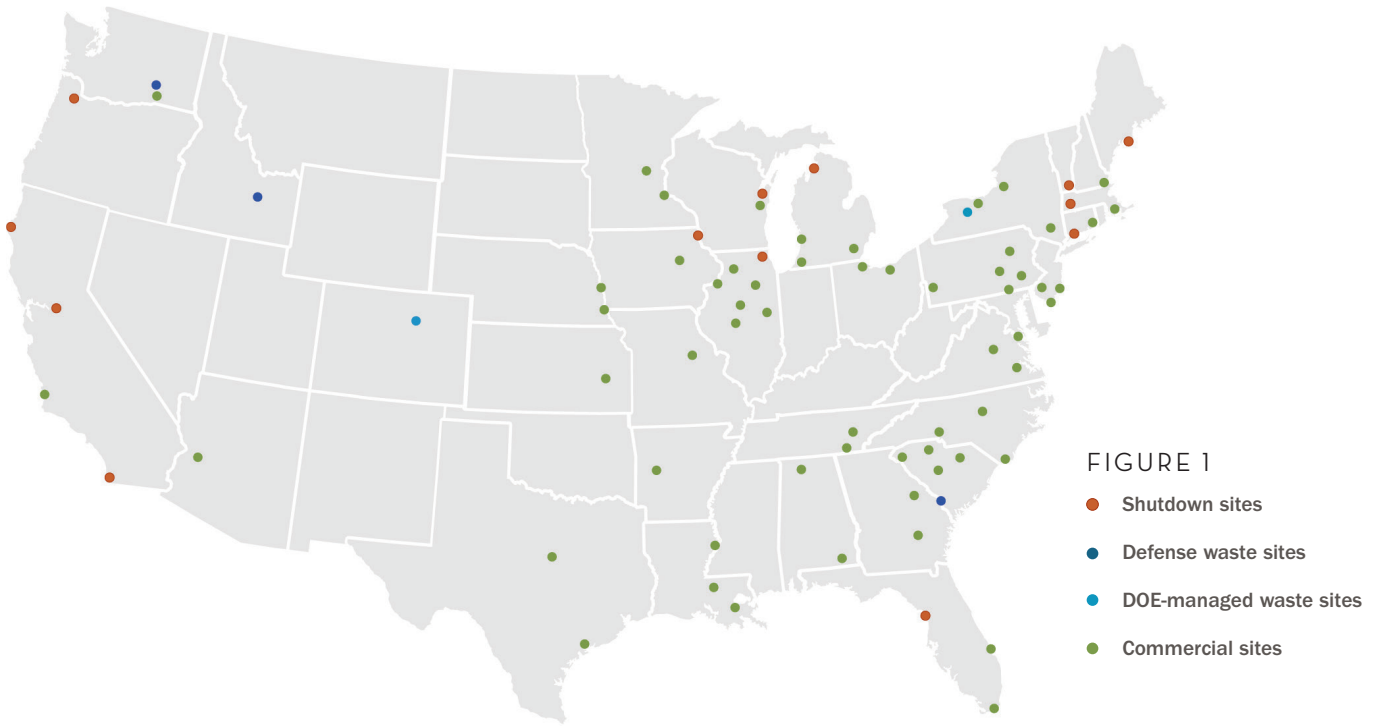 FIGURE 1
Shutdown sites
Defense waste sites
DOE-managed waste sites
Commercial sites